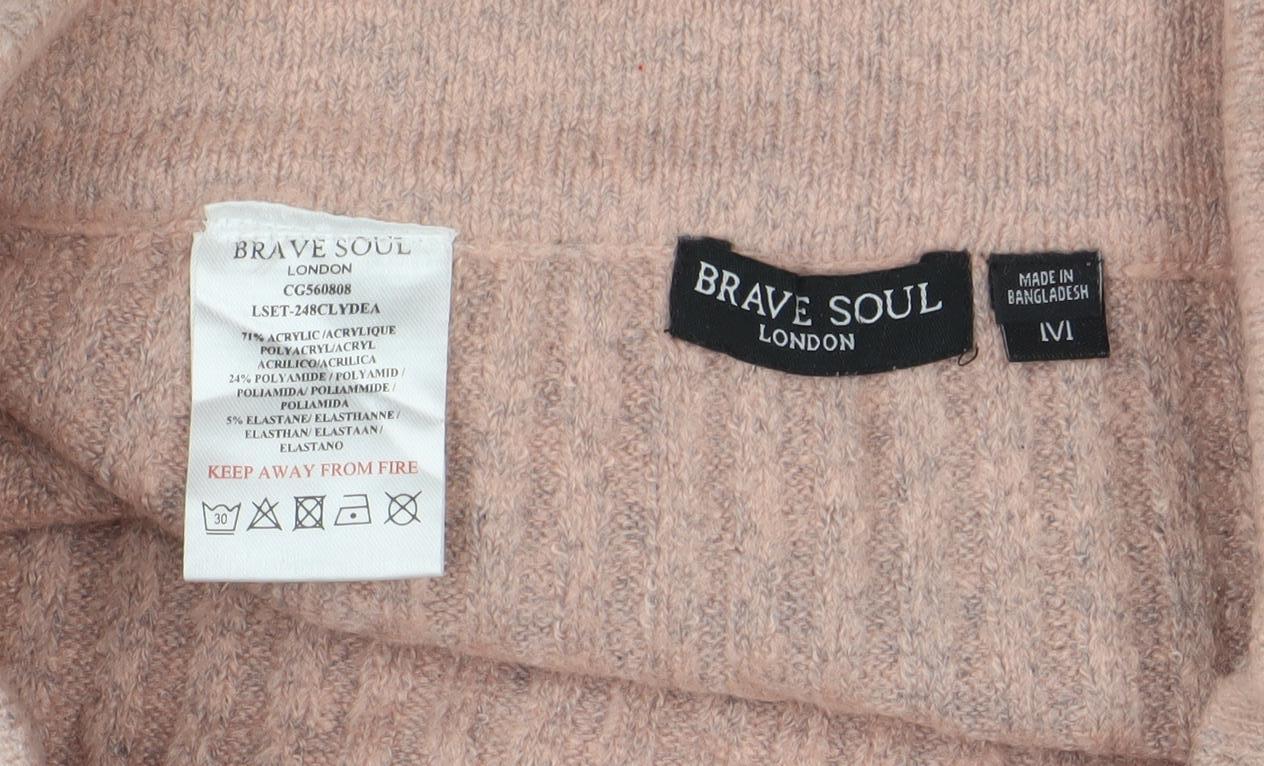 BRAVE SOUL
LONDON
CG560808
LSET-248CLYDEA
71% ACRYLIC/ACRYLIQUE
POLYACRYL/ACRYL
ACRILICO/ACRILICA
24% POLYAMIDE / POLYAMID /
POLIAMIDA/ POLIAMMIDE /
POLIAMIDA
5% ELASTANE/ ELASTHANNE /
ELASTHAN/ ELASTAAN/
ELASTANO
KEEP AWAY FROM FIRE
30
BRAVE SOUL
LONDON
MADE IN
BANGLADESH
M